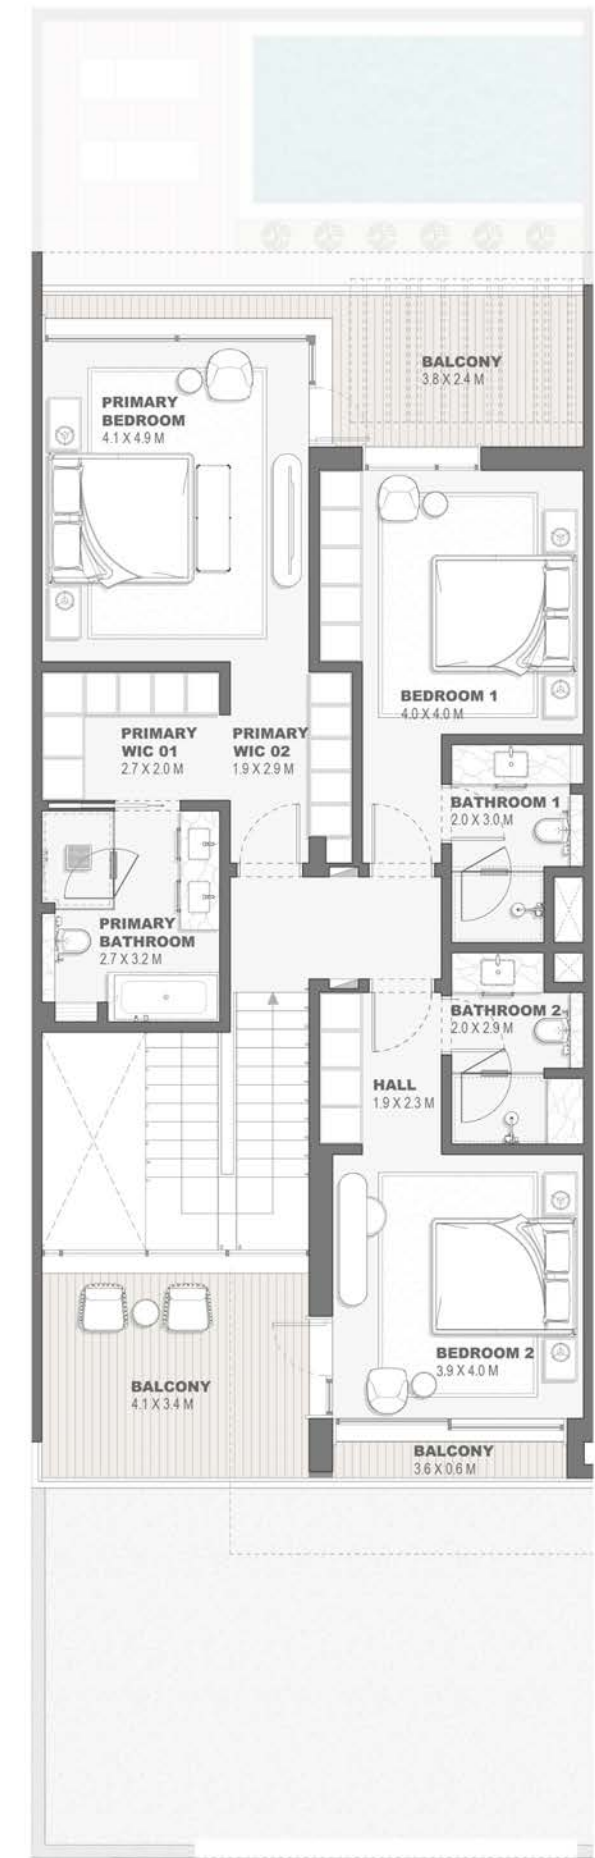 BALCONY
3.8 X 2.4 M
PRIMARY
BEDROOM
4.1 X 4.9 M
BEDROOM 1
4.0 X 4.0 M
PRIMARY
WIC 01
2.7 X 2.0 M
PRIMARY
WIC 02
1.9 X 2.9 M
BATHROOM 1
2.0 X 3.0 M
PRIMARY
BATHROOM
2.7 X 3.2 M
BATHROOM 2
2.0 X 2.9 M
HALL
1.9 X 2.3 M
BEDROOM 2
3.9 X 4.0 M
BALCONY
4.1 X 3.4 M
BALCONY
3.6 X 0.6 M